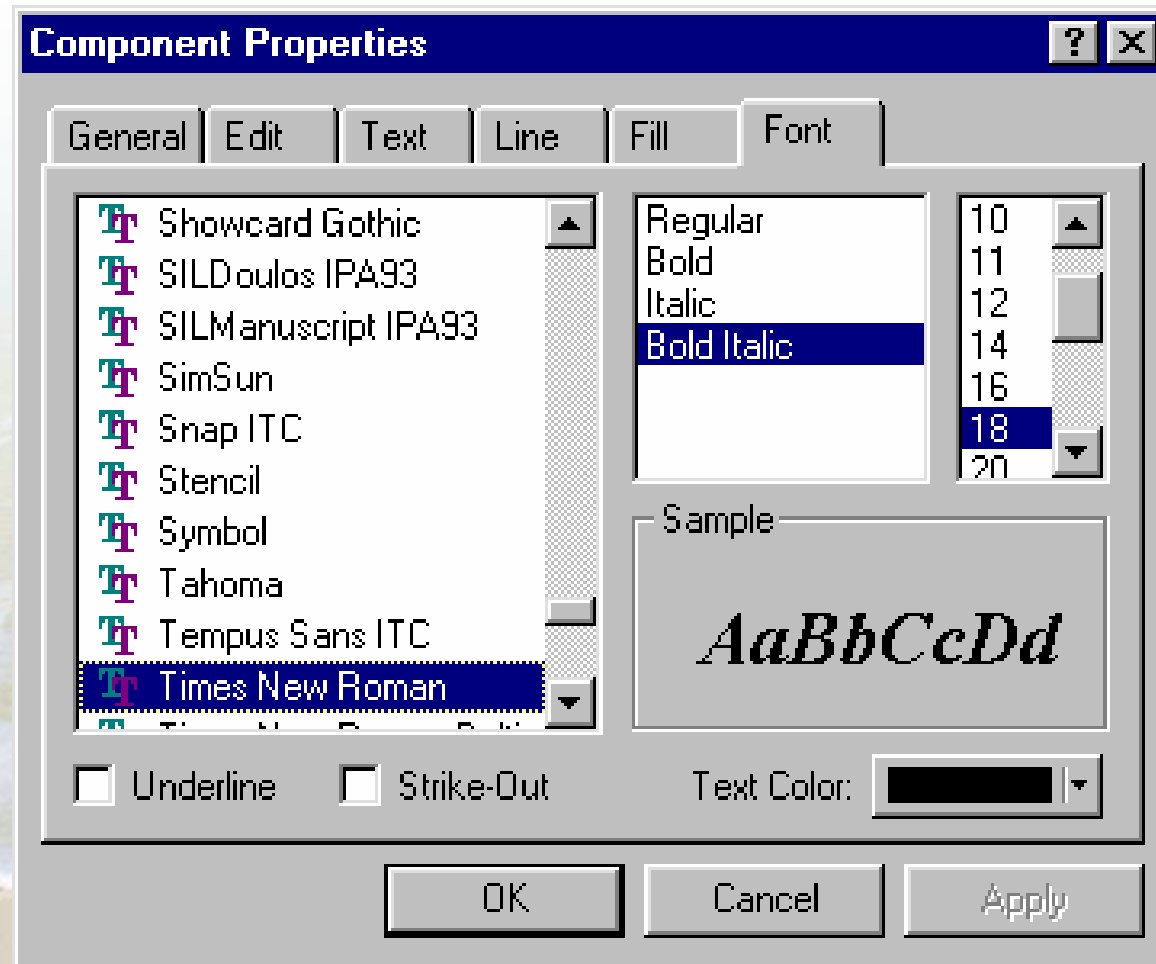 Component Properties
General Edit Text Line Fill Font
Showcard Gothic
SILDoulos IPA93
SILManuscript IPA93
SimSun
Snap ITC
Stencil
Symbol
Tahoma
Tempus Sans ITC
Times New Roman
Regular
Bold
Italic
Bold Italic
10
11
12
14
16
18
20
Sample
AaBbCcDd
Underline Strike-Out Text Color:
OK Cancel Apply